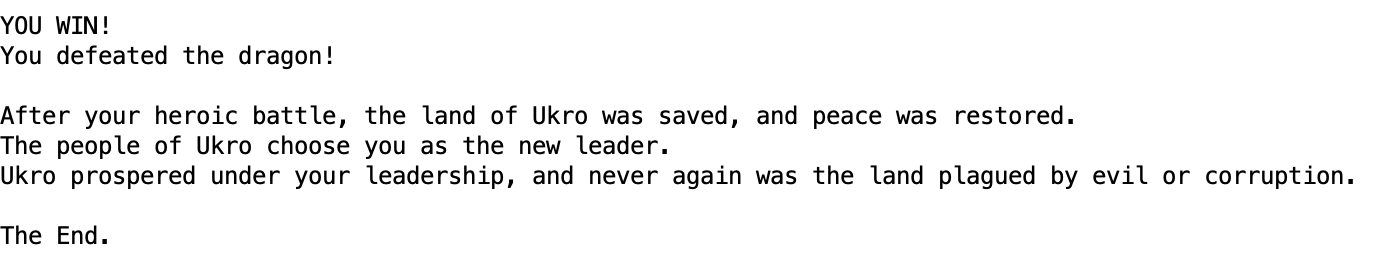 YOU WIN!
You defeated the dragon!
After your heroic battle, the land of Ukro was saved, and peace was restored.
The people of Ukro choose you as the new leader.
Ukro prospered under your leadership, and never again was the land plagued by evil or corruption.
The End.